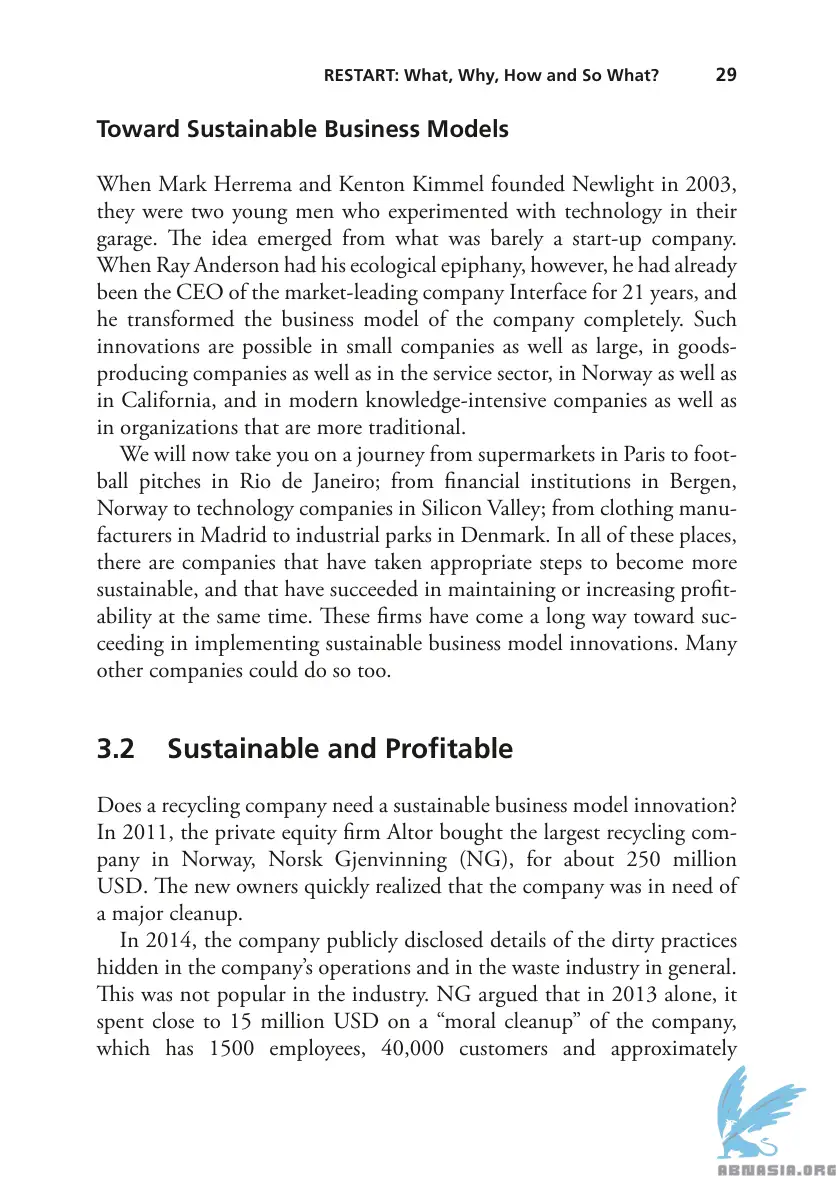 RESTART: What, Why, How and So What? 29
Toward Sustainable Business Models
When Mark Herrema and Kenton Kimmel founded Newlight in 2003,
they were two young men who experimented with technology in their
garage. The idea emerged from what was barely a start-up company.
When Ray Anderson had his ecological epiphany, however, he had already
been the CEO of the market-leading company Interface for 21 years, and
he transformed the business model of the company completely. Such
innovations are possible in small companies as well as large, in goods-
producing companies as well as in the service sector, in Norway as well as
in California, and in modern knowledge-intensive companies as well as
in organizations that are more traditional.
We will now take you on a journey from supermarkets in Paris to foot-
ball pitches in Rio de Janeiro; from financial institutions in Bergen,
Norway to technology companies in Silicon Valley; from clothing manu-
facturers in Madrid to industrial parks in Denmark. In all of these places,
there are companies that have taken appropriate steps to become more
sustainable, and that have succeeded in maintaining or increasing profit-
ability at the same time. These firms have come a long way toward suc-
ceeding in implementing sustainable business model innovations. Many
other companies could do so too.
3.2 Sustainable and Profitable
Does a recycling company need a sustainable business model innovation?
In 2011, the private equity firm Altor bought the largest recycling com-
pany in Norway, Norsk Gjenvinning (NG), for about 250 million
USD. The new owners quickly realized that the company was in need of
a major cleanup.
In 2014, the company publicly disclosed details of the dirty practices
hidden in the company's operations and in the waste industry in general.
This was not popular in the industry. NG argued that in 2013 alone, it
spent close to 15 million USD on a "moral cleanup" of the company,
which has 1500 employees, 40,000 customers and approximately
ABNASIA.ORG